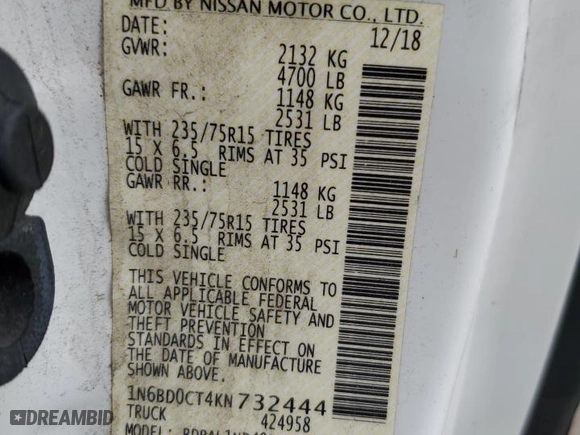 MFD BY NISSAN MOTOR CO., LTD.
DATE: 12/18
GVWR: 2132 KG
4700 LB
GAWR FR.: 1148 KG
2531 LB
WITH 235/75R15 TIRES
15 X 6.5 RIMS AT 35 PSI
COLD SINGLE
GAWR RR.: 1148 KG
2531 LB
WITH 235/75R15 TIRES
15 X 6.5 RIMS AT 35 PSI
COLD SINGLE
THIS VEHICLE CONFORMS TO
ALL APPLICABLE FEDERAL
MOTOR VEHICLE SAFETY AND
THEFT PREVENTION
STANDARDS IN EFFECT ON
THE DATE OF MANUFACTURE
SHOWN ABOVE.
1N6BD0CT4KN732444
TRUCK 424958
MODEL:
DREAMBID